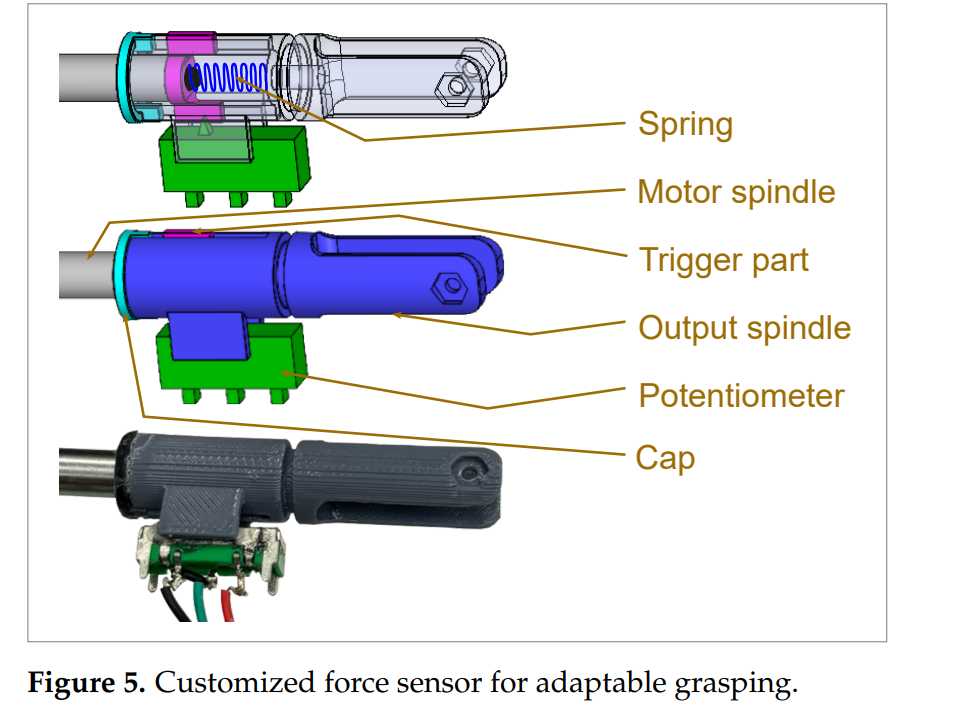 Spring
Motor spindle
Trigger part
Output spindle
Potentiometer
Cap
Figure 5. Customized force sensor for adaptable grasping.